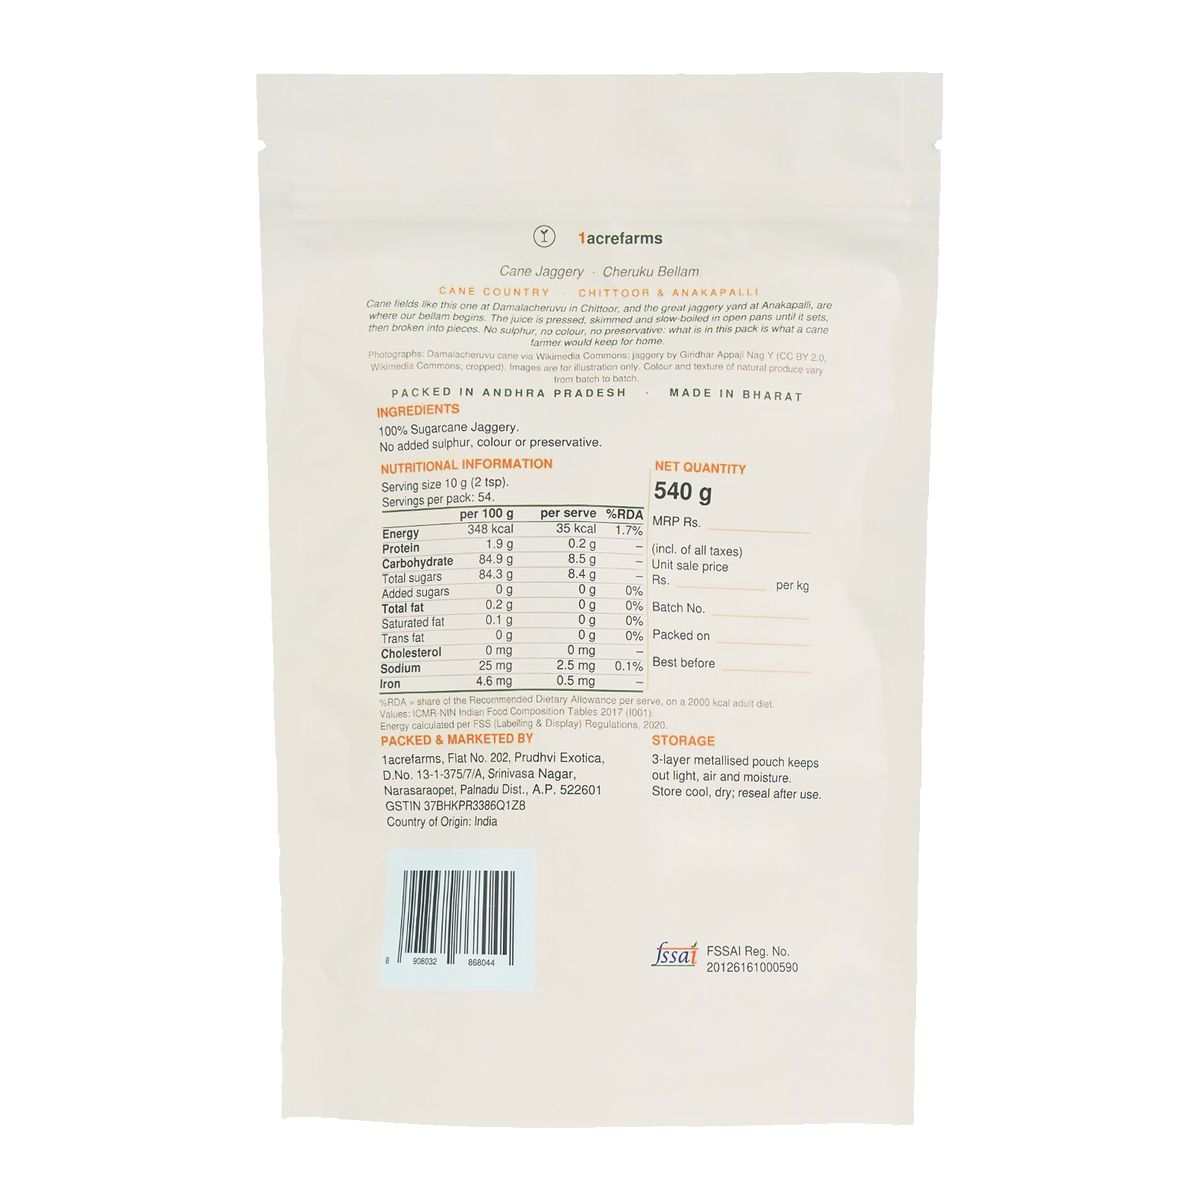 1acrefarms
Cane Jaggery · Cheruku Bellam
CANE COUNTRY · CHITTOOR & ANAKAPALLI
Cane fields like this one at Damalacheruvu in Chittoor, and the great jaggery yard at Anakapalli, are
where our bellam begins. The juice is pressed, skimmed and slow-boiled in open pans until it sets,
then broken into pieces. No sulphur, no colour, no preservative: what is in this pack is what a cane
farmer would keep for home.
Photographs: Damalacheruvu cane via Wikimedia Commons; jaggery by Giridhar Appaji Nag Y (CC BY 2.0,
Wikimedia Commons; cropped). Images are for illustration only. Colour and texture of natural produce vary
from batch to batch.
PACKED IN ANDHRA PRADESH · MADE IN BHARAT
INGREDIENTS
100% Sugarcane Jaggery.
No added sulphur, colour or preservative.
NUTRITIONAL INFORMATION
Serving size 10 g (2 tsp).
Servings per pack: 54.
per 100 g per serve %RDA
Energy 348 kcal 35 kcal 1.7%
Protein 1.9 g 0.2 g –
Carbohydrate 84.9 g 8.5 g –
Total sugars 84.3 g 8.4 g –
Added sugars 0 g 0 g 0%
Total fat 0.2 g 0 g 0%
Saturated fat 0.1 g 0 g 0%
Trans fat 0 g 0 g 0%
Cholesterol 0 mg 0 mg –
Sodium 25 mg 2.5 mg 0.1%
Iron 4.6 mg 0.5 mg –
NET QUANTITY
540 g
MRP Rs.
(incl. of all taxes)
Unit sale price
Rs. per kg
Batch No.
Packed on
Best before
%RDA = share of the Recommended Dietary Allowance per serve, on a 2000 kcal adult diet.
Values: ICMR-NIN Indian Food Composition Tables 2017 (I001).
Energy calculated per FSS (Labelling & Display) Regulations, 2020.
PACKED & MARKETED BY
1acrefarms, Flat No. 202, Prudhvi Exotica,
D.No. 13-1-375/7/A, Srinivasa Nagar,
Narasaraopet, Palnadu Dist., A.P. 522601
GSTIN 37BHKPR3386Q1Z8
Country of Origin: India
STORAGE
3-layer metallised pouch keeps
out light, air and moisture.
Store cool, dry; reseal after use.
8 908032 868044
fssai
FSSAI Reg. No.
20126161000590